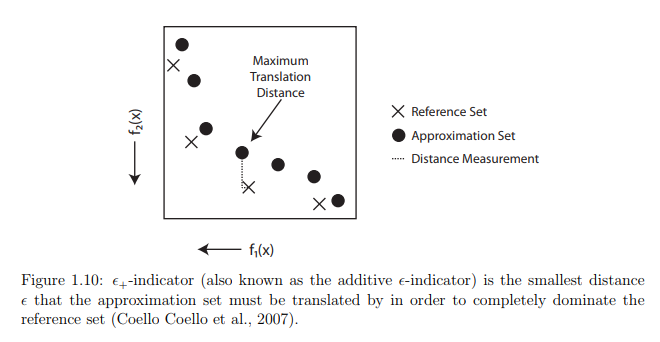 Maximum
Translation
Distance
f₂(x)
Reference Set
Approximation Set
Distance Measurement
f₁(x)
Figure 1.10: ϵ₊-indicator (also known as the additive ϵ-indicator) is the smallest distance
ϵ that the approximation set must be translated by in order to completely dominate the
reference set (Coello Coello et al., 2007).